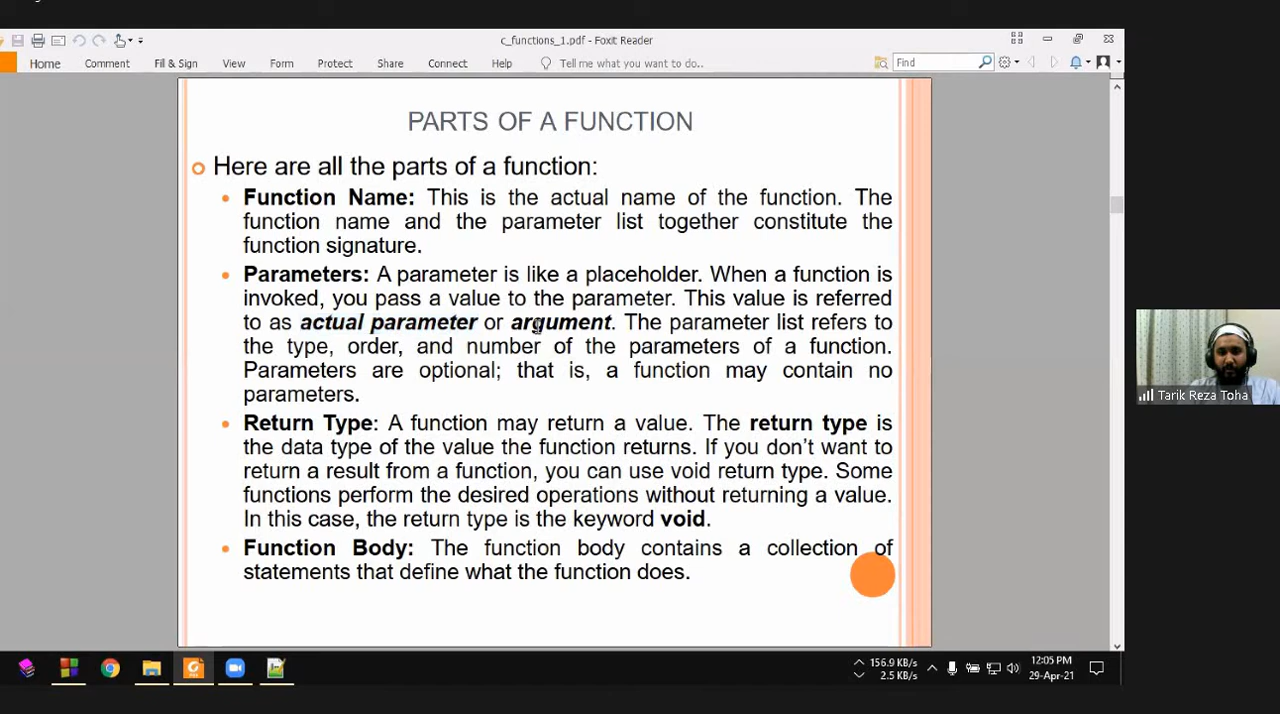 c_functions_1.pdf - Foxit Reader
Home Comment Fill & Sign View Form Protect Share Connect Help Tell me what you want to do.. Find
PARTS OF A FUNCTION
Here are all the parts of a function:
Function Name: This is the actual name of the function. The
function name and the parameter list together constitute the
function signature.
Parameters: A parameter is like a placeholder. When a function is
invoked, you pass a value to the parameter. This value is referred
to as actual parameter or argument. The parameter list refers to
the type, order, and number of the parameters of a function.
Parameters are optional; that is, a function may contain no
parameters.
Return Type: A function may return a value. The return type is
the data type of the value the function returns. If you don’t want to
return a result from a function, you can use void return type. Some
functions perform the desired operations without returning a value.
In this case, the return type is the keyword void.
Function Body: The function body contains a collection of
statements that define what the function does.
Tarik Reza Toha
156.9 KB/s
2.5 KB/s
12:05 PM
29-Apr-21